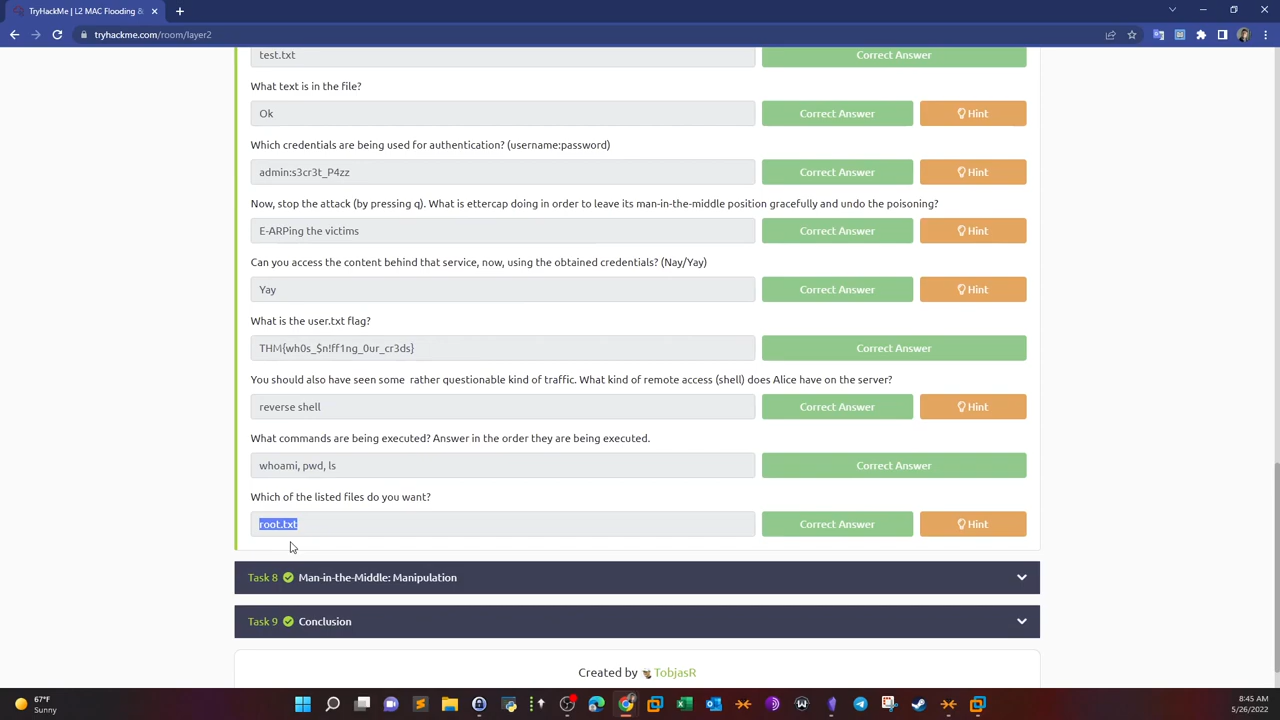 TryHackMe | L2 MAC Flooding &
tryhackme.com/room/layer2
test.txt
Correct Answer
What text is in the file?
Ok
Correct Answer
Hint
Which credentials are being used for authentication? (username:password)
admin:s3cr3t_P4zz
Correct Answer
Hint
Now, stop the attack (by pressing q). What is ettercap doing in order to leave its man-in-the-middle position gracefully and undo the poisoning?
E-ARPing the victims
Correct Answer
Hint
Can you access the content behind that service, now, using the obtained credentials? (Nay/Yay)
Yay
Correct Answer
Hint
What is the user.txt flag?
THM{wh0s_$n!ff1ng_0ur_cr3ds}
Correct Answer
You should also have seen some rather questionable kind of traffic. What kind of remote access (shell) does Alice have on the server?
reverse shell
Correct Answer
Hint
What commands are being executed? Answer in the order they are being executed.
whoami, pwd, ls
Correct Answer
Which of the listed files do you want?
root.txt
Correct Answer
Hint
Task 8 Man-in-the-Middle: Manipulation
Task 9 Conclusion
Created by TobjasR
67°F
Sunny
8:45 AM
5/26/2022